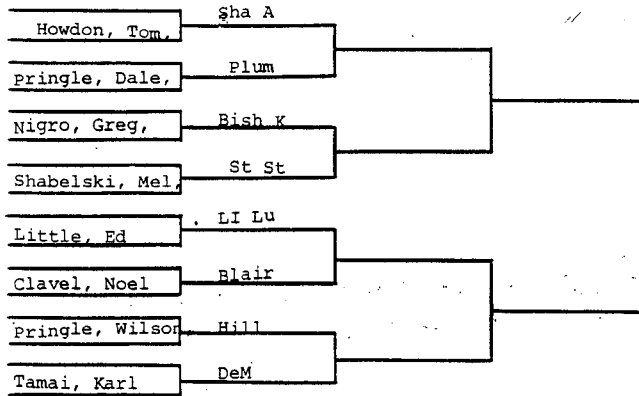 Sha A
Howdon, Tom,
Plum
pringle, Dale,
Bish K
Nigro, Greg,
St St
Shabelski, Mel,
LI Lu
Little, Ed
Blair
Clavel, Noel
Pringle, Wilson, Hill
DeM
Tamai, Karl